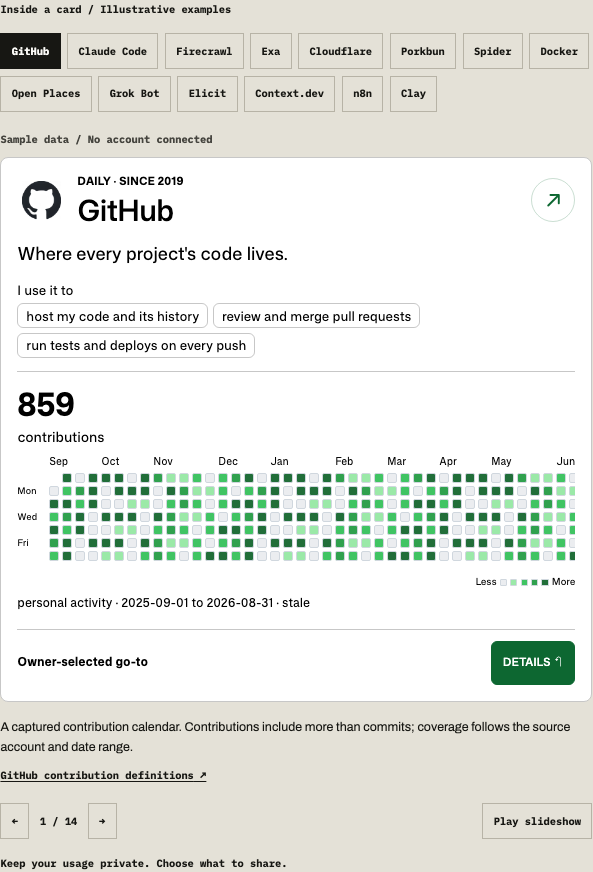 Inside a card / Illustrative examples
GitHub Claude Code Firecrawl Exa Cloudflare Porkbun Spider Docker
Open Places Grok Bot Elicit Context.dev n8n Clay
Sample data / No account connected
DAILY · SINCE 2019
GitHub
Where every project's code lives.
I use it to
host my code and its history review and merge pull requests
run tests and deploys on every push
859
contributions
Sep Oct Nov Dec Jan Feb Mar Apr May Jun
Mon
Wed
Fri
Less More
personal activity · 2025-09-01 to 2026-08-31 · stale
Owner-selected go-to DETAILS
A captured contribution calendar. Contributions include more than commits; coverage follows the source
account and date range.
GitHub contribution definitions ↗
← 1 / 14 → Play slideshow
Keep your usage private. Choose what to share.